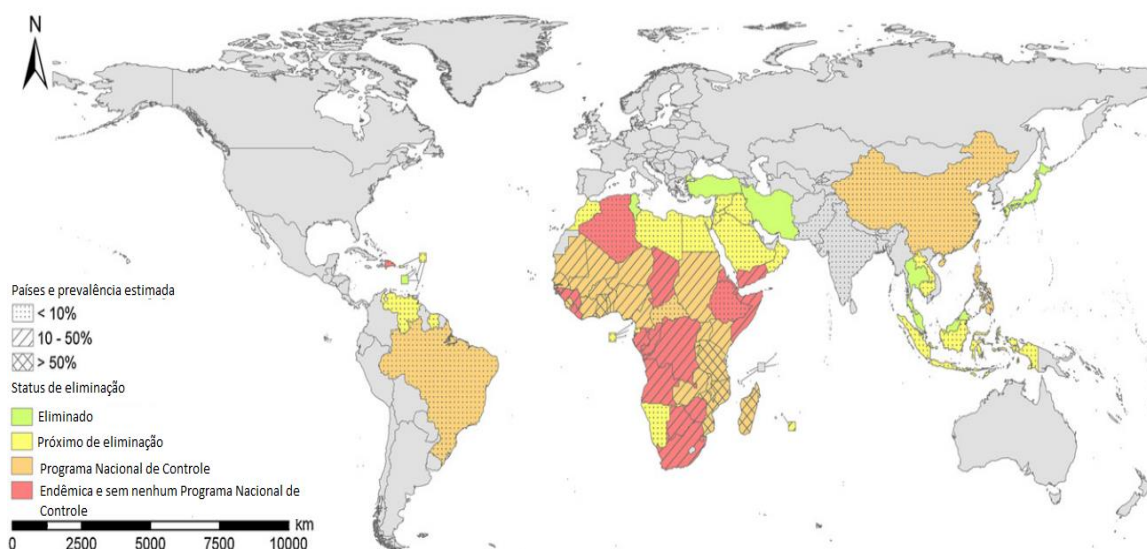 N
Países e prevalência estimada
< 10%
10 - 50%
> 50%
Status de eliminação
Eliminado
Próximo de eliminação
Programa Nacional de Controle
Endêmica e sem nenhum Programa Nacional de
Controle
km
0 2500 5000 7500 10000